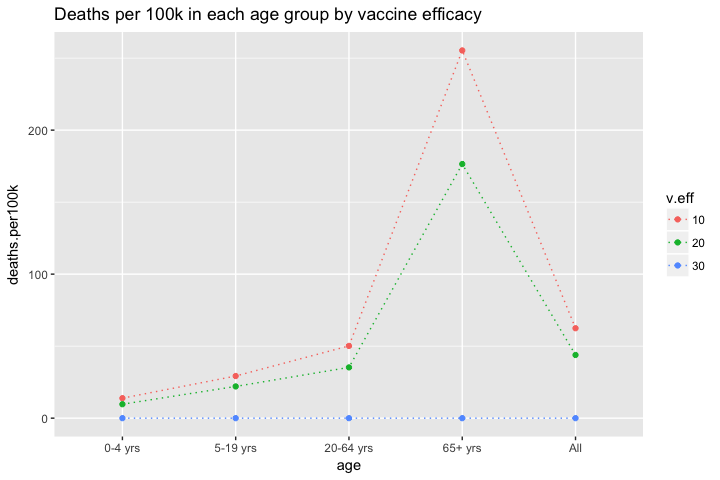 Deaths per 100k in each age group by vaccine efficacy
deaths.per100k
200
100
0
0-4 yrs
5-19 yrs
20-64 yrs
65+ yrs
All
age
v.eff
10
20
30